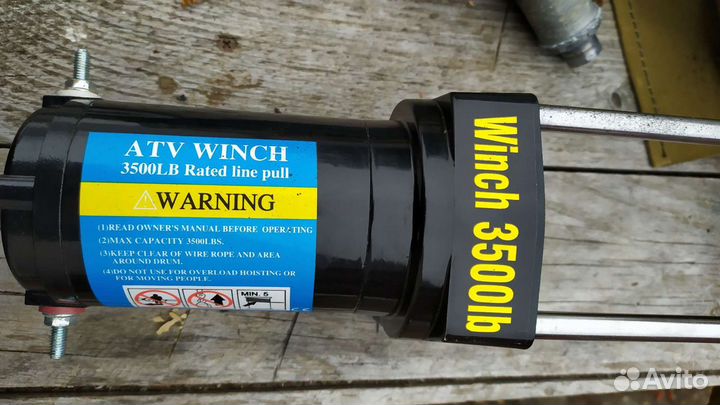 ATV WINCH
3500LB Rated line pull
WARNING
(1)READ OWNER'S MANUAL BEFORE OPERATING
(2)MAX CAPACITY 3500LBS.
(3)KEEP CLEAR OF WIRE ROPE AND AREA
AROUND DRUM.
(4)DO NOT USE FOR OVERLOAD HOISTING OR
FOR MOVING PEOPLE.
MIN. 5
Winch 3500lb
Avito